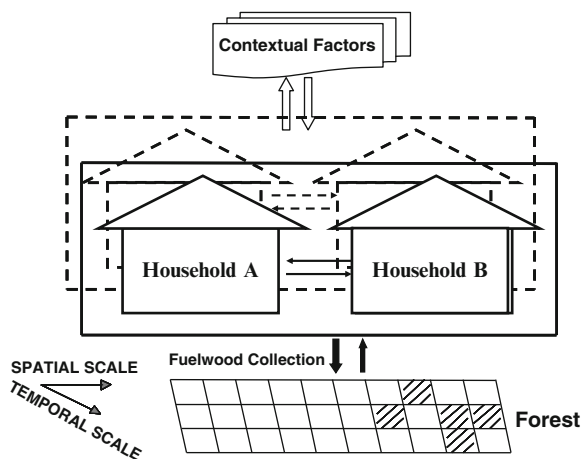 Contextual Factors
Household A
Household B
Fuelwood Collection
SPATIAL SCALE
TEMPORAL SCALE
Forest